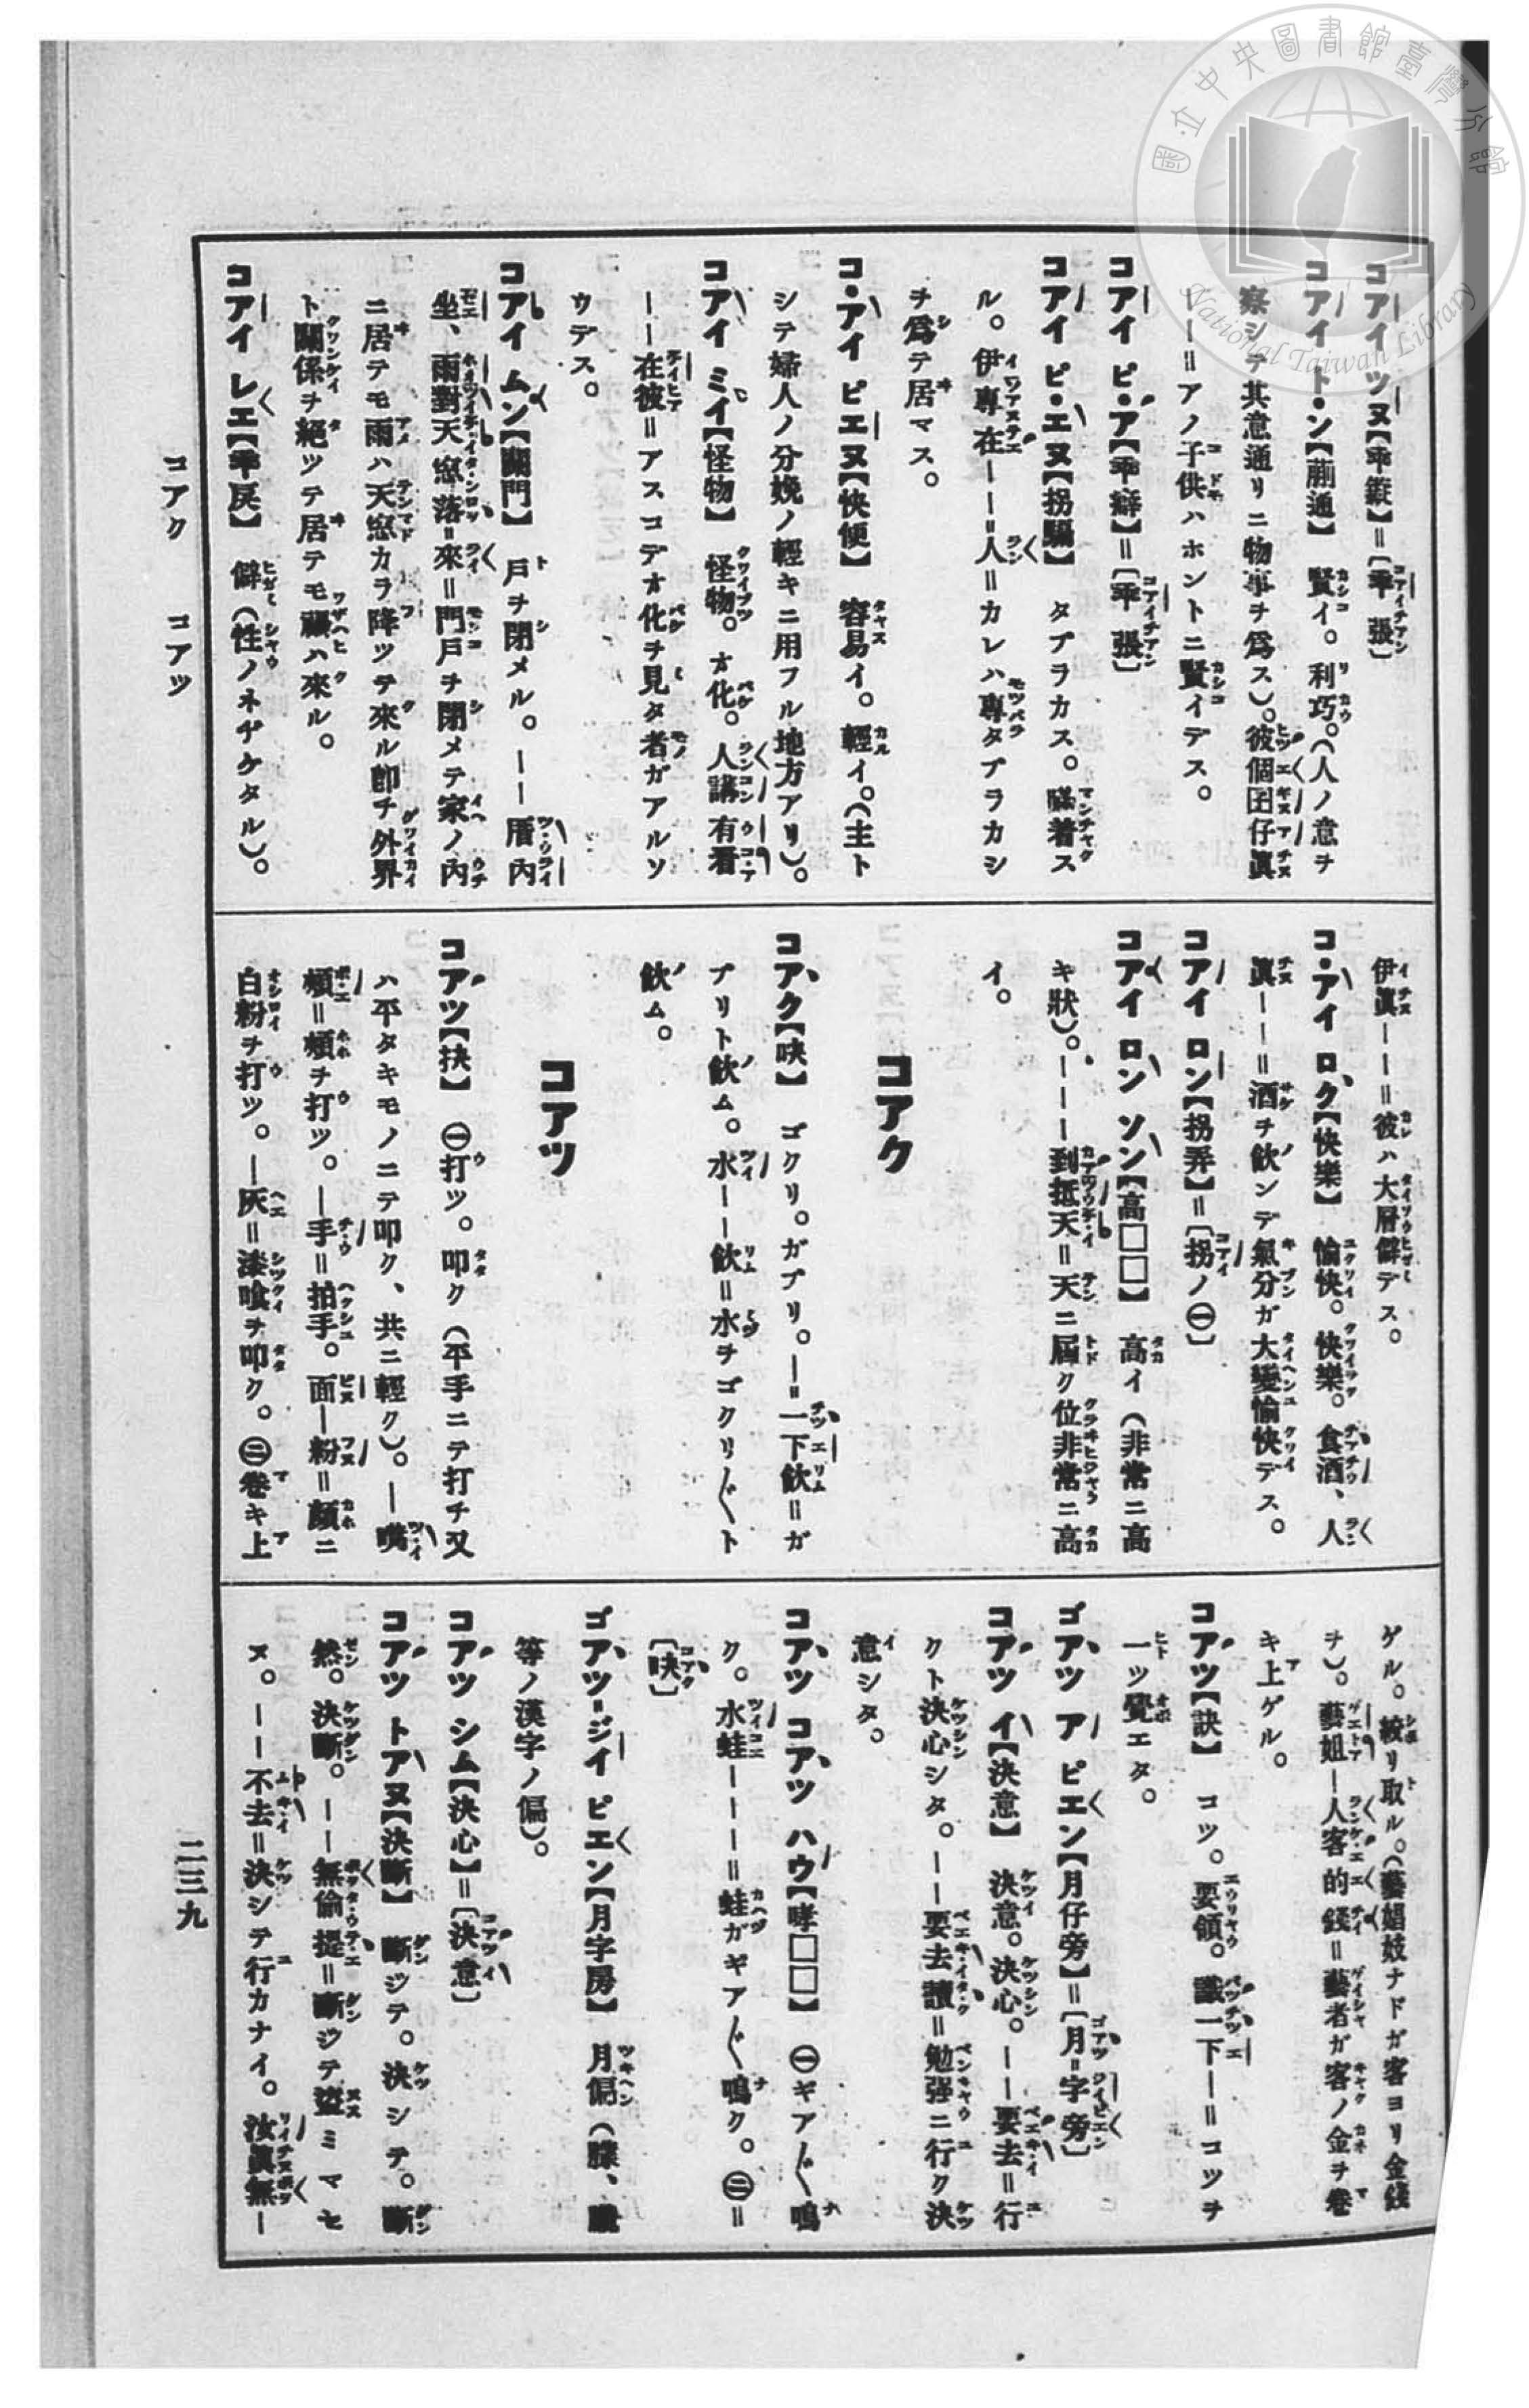 コアイ ツヌ【乖鏇】=〔乖張〕
コアイ ト・ン【蒯通】 賢イ。利巧。(人ノ意ヲ
察シテ其意通リニ物事ヲ爲ス)。彼個囝仔眞
——=アノ子供ハホントニ賢イデス。
コアイ ピ・ア【乖癖】=〔乖張〕
コアイ ピ・エヌ【拐騙】 タブラカス。瞞着ス
ル。伊專在——=人=カレハ專タブラカシ
ヲ爲テ居マス。
コ・アイ ピエヌ【快便】 容易イ。輕イ。(主ト
シテ婦人ノ分娩ノ輕キニ用フル地方アリ)。
コアイ ミイ【怪物】 怪物。オ化。人講有看
——在彼=アスコデオ化ヲ見タ者ガアルソ
ウデス。
コアイ ムン【關門】 戸ヲ閉メル。——厝內
坐、雨對天窓落=來=門戸ヲ閉メテ家ノ內
ニ居テモ雨ハ天窓カラ降ツテ來ル卽チ外界
ト關係ヲ絕ツテ居テモ禍ハ來ル。
コアイ レエ【乖戾】 僻(性ノネヂケタル)。
伊眞——=彼ハ大層僻デス。
コ・アイ ロク【快樂】 愉快。快樂。食酒、人
眞——=酒ヲ飮ンデ氣分ガ大變愉快デス。
コアイ ロン【拐弄】=〔拐ノ㊀〕
コアイ ロン ソン【高□□】 高イ(非常ニ高
キ狀)。———到抵天=天ニ屆ク位非常ニ高
イ。
コアク
コアク【吷】 ゴクリ。ガブリ。—=一下飮=ガ
ブリト飮ム。水——飮=水ヲゴクリ〱ト
飮ム。
コアツ
コアツ【抉】 ㊀打ツ。叩ク(平手ニテ打チ又
ハ平タキモノニテ叩ク、共ニ輕ク)。—嘴
頰=頰ヲ打ツ。—手=拍手。面—粉=顏ニ
白粉ヲ打ツ。—灰=漆喰ヲ叩ク。㊁卷キ上
ゲル。絞リ取ル。(藝娼妓ナドガ客ヨリ金錢
ヲ)。藝妲—人客的錢=藝者ガ客ノ金ヲ卷
キ上ゲル。
コアツ【訣】 コツ。要領。識一下—=コツヲ
一ツ覺エタ。
ゴアツ ア ピエン【月仔旁】=〔月=字旁〕
コアツ イ【決意】 決意。決心。——要去=行
クト決心シタ。——要去讀=勉强ニ行ク決
意シタ。
コアツ コアツ ハウ【哮□□】 ㊀ギア〱鳴
ク。水蛙———=蛙ガギア〱鳴ク。㊁=
〔吷〕
ゴアツ=ジイ ピエン【月字房】 月偏(膝、
等ノ漢字ノ偏)。
コアツ シム【決心】=〔決意〕
コアツ トアヌ【決斷】 斷ジテ。決シテ。斷
然。決斷。——無偷提=斷ジテ盜ミマセ
ヌ。——不去=決シテ行カナイ。汝眞無—
コアク コアツ
二三九
國立中央圖書館臺灣分館
National Taiwan Library